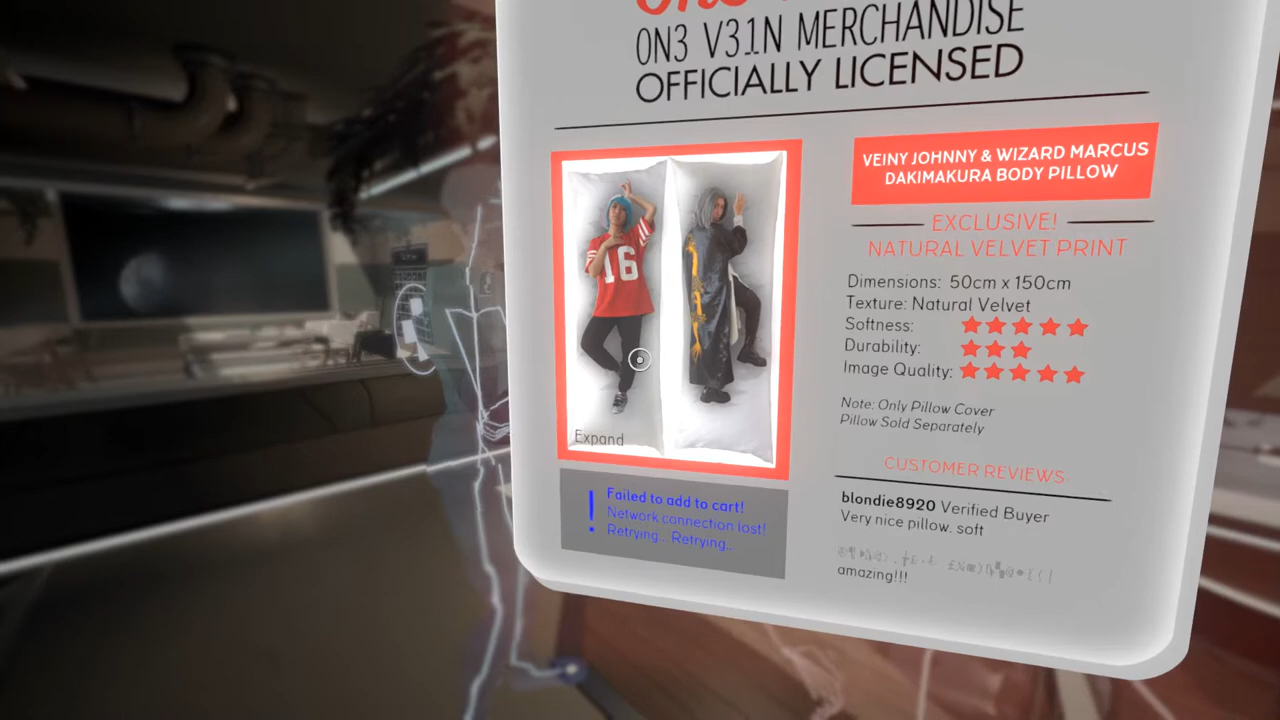 0N3 V31N MERCHANDISE
OFFICIALLY LICENSED
VEINY JOHNNY & WIZARD MARCUS
DAKIMAKURA BODY PILLOW
EXCLUSIVE!
NATURAL VELVET PRINT
Dimensions: 50cm x 150cm
Texture: Natural Velvet
Softness:
Durability:
Image Quality:
Note: Only Pillow Cover
Pillow Sold Separately
16
Expand
Failed to add to cart!
Network connection lost!
Retrying... Retrying..
CUSTOMER REVIEWS
blondie8920 Verified Buyer
Very nice pillow. soft
amazing!!!